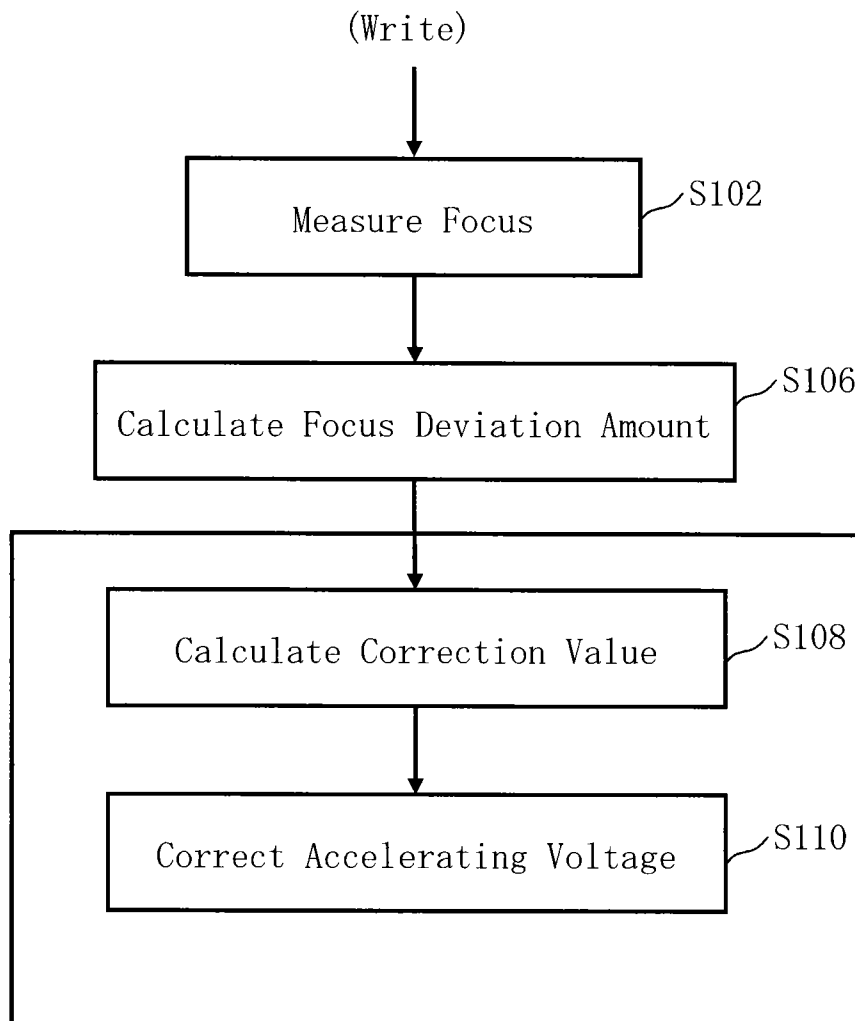 (Write)
Measure Focus
S102
Calculate Focus Deviation Amount
S106
Calculate Correction Value
S108
Correct Accelerating Voltage
S110